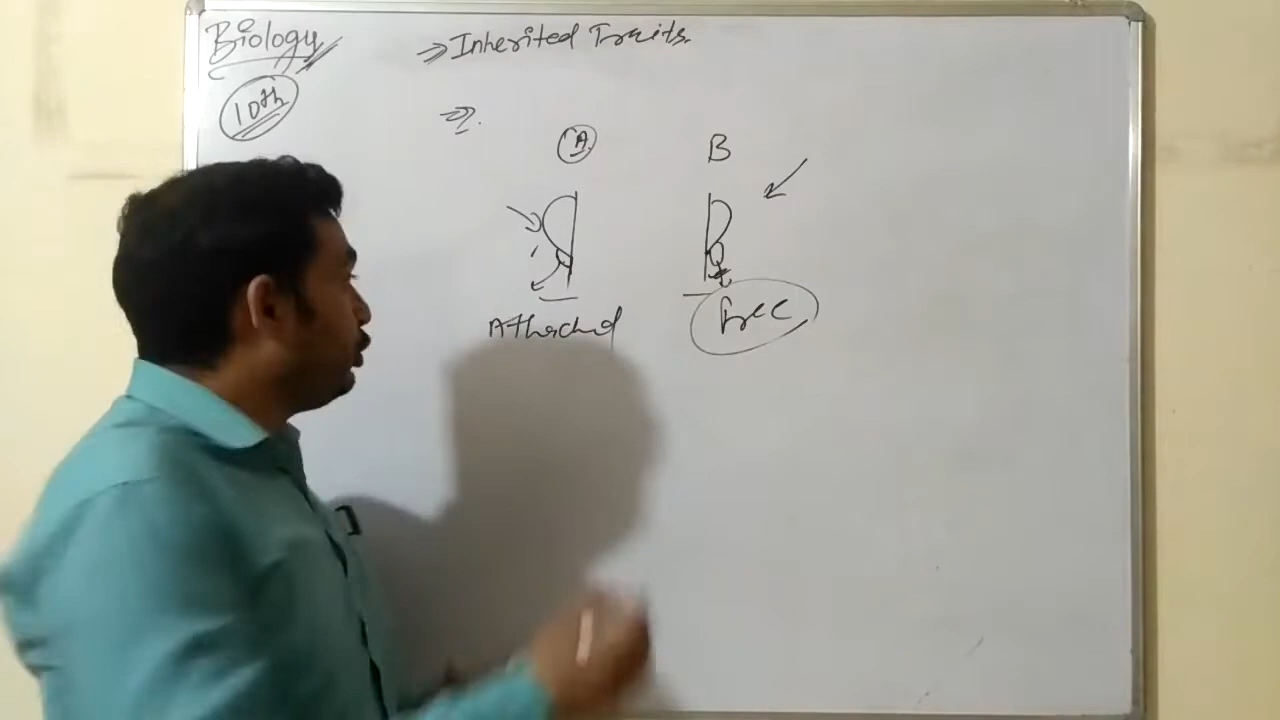 Biology
⇒ Inherited Traits.
10th
⇒
A B
Attached
free